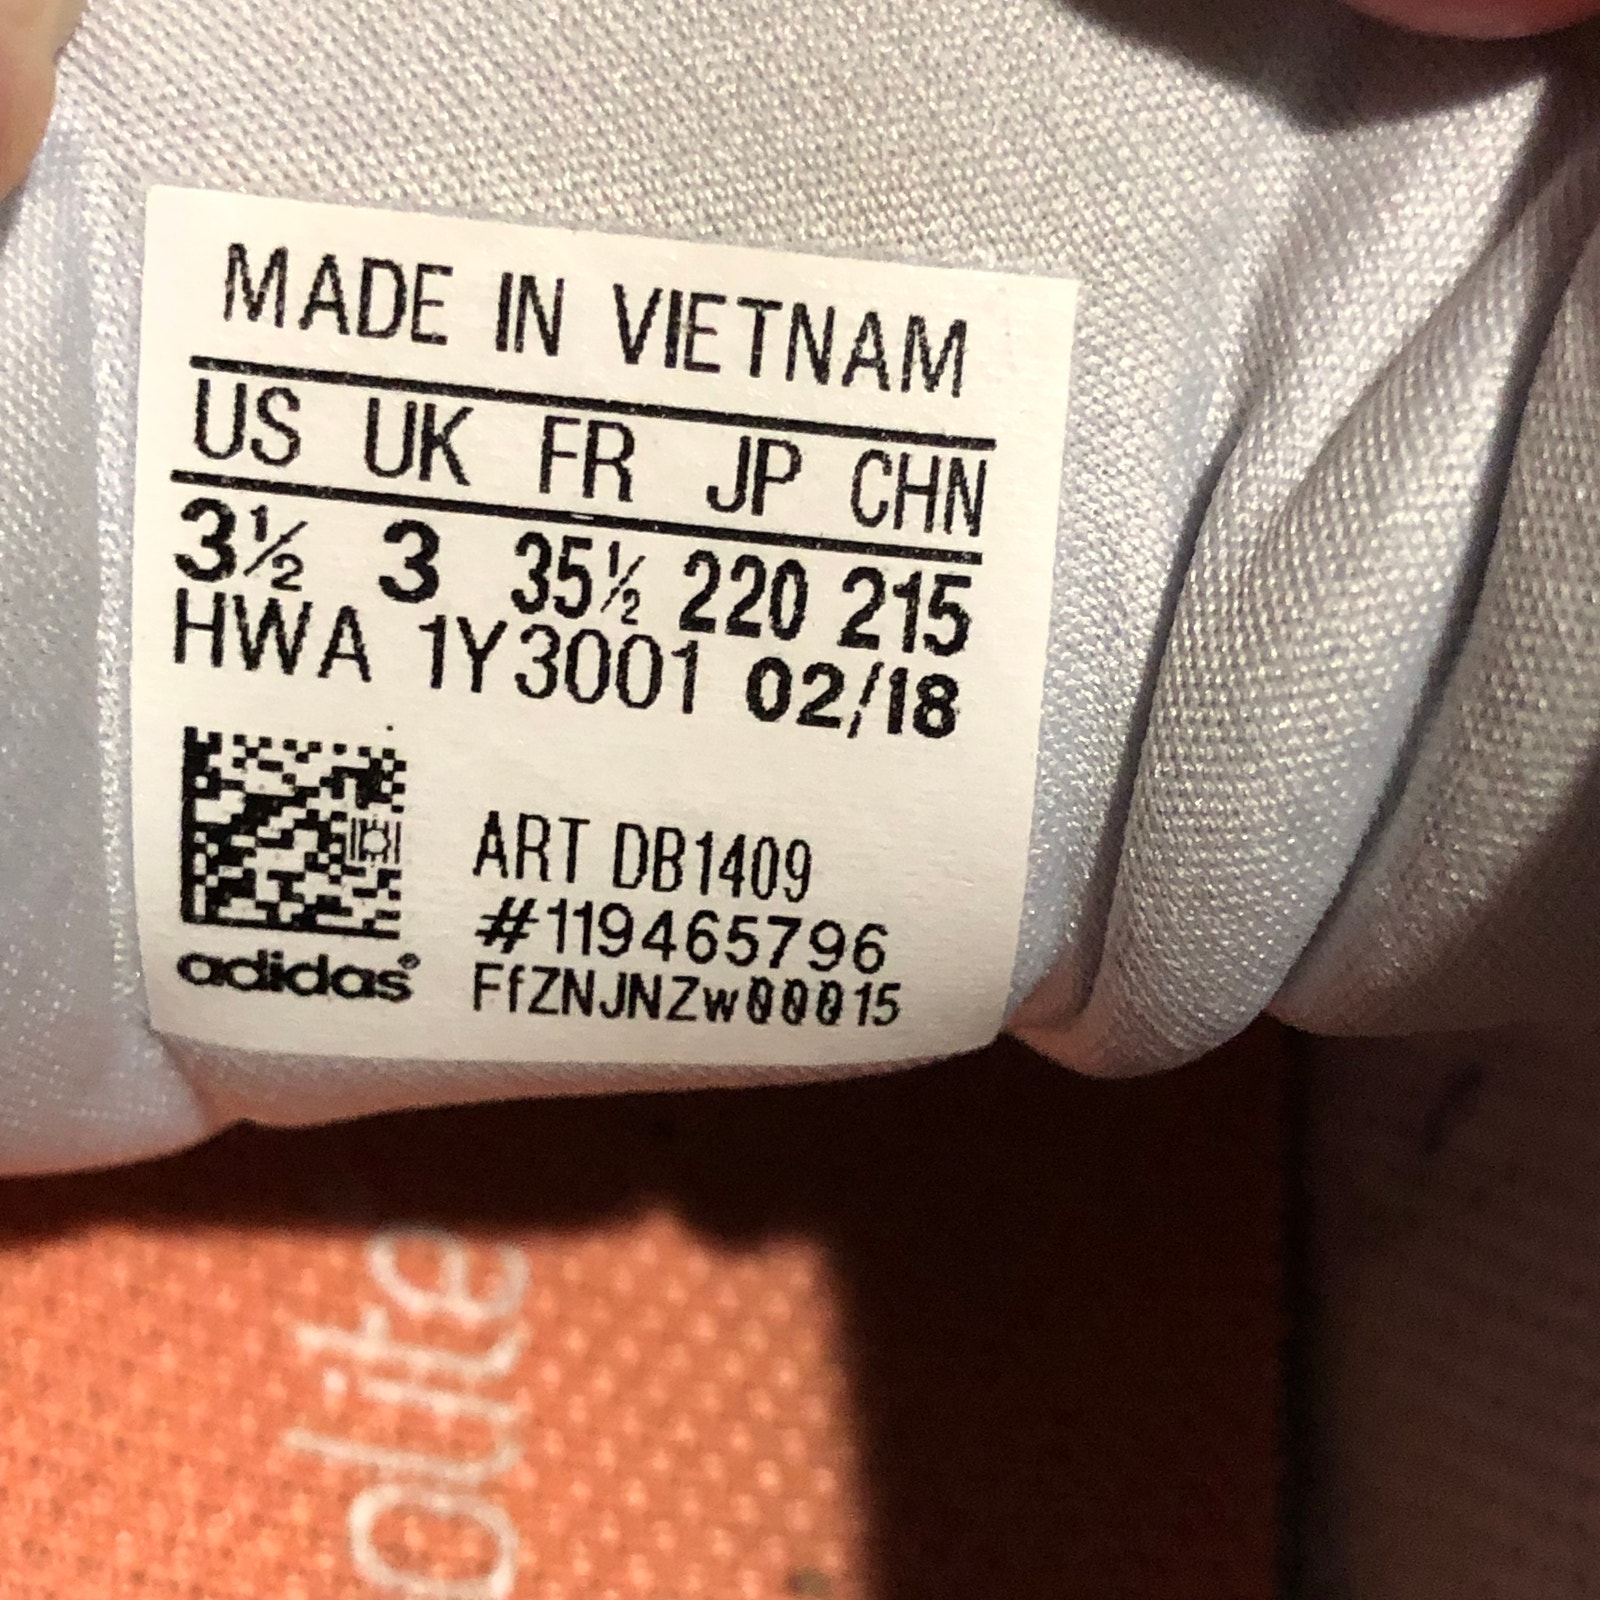 MADE IN VIETNAM
US UK FR JP CHN
3½ 3 35½ 220 215
HWA 1Y3001 02/18
ART DB1409
#119465796
adidas®
FfZNJNZw00015
olite